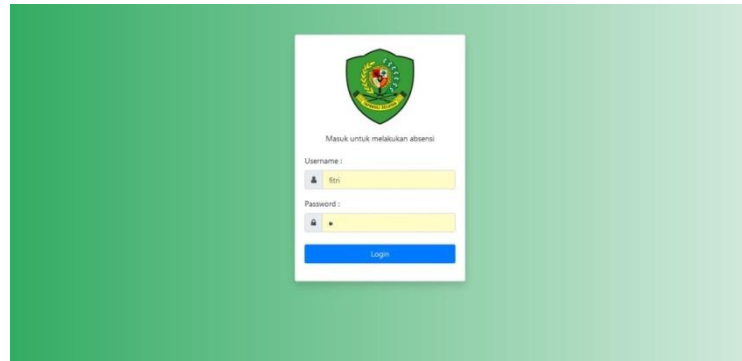 Masuk untuk melakukan absensi
Username :
fitri
Password :
Login